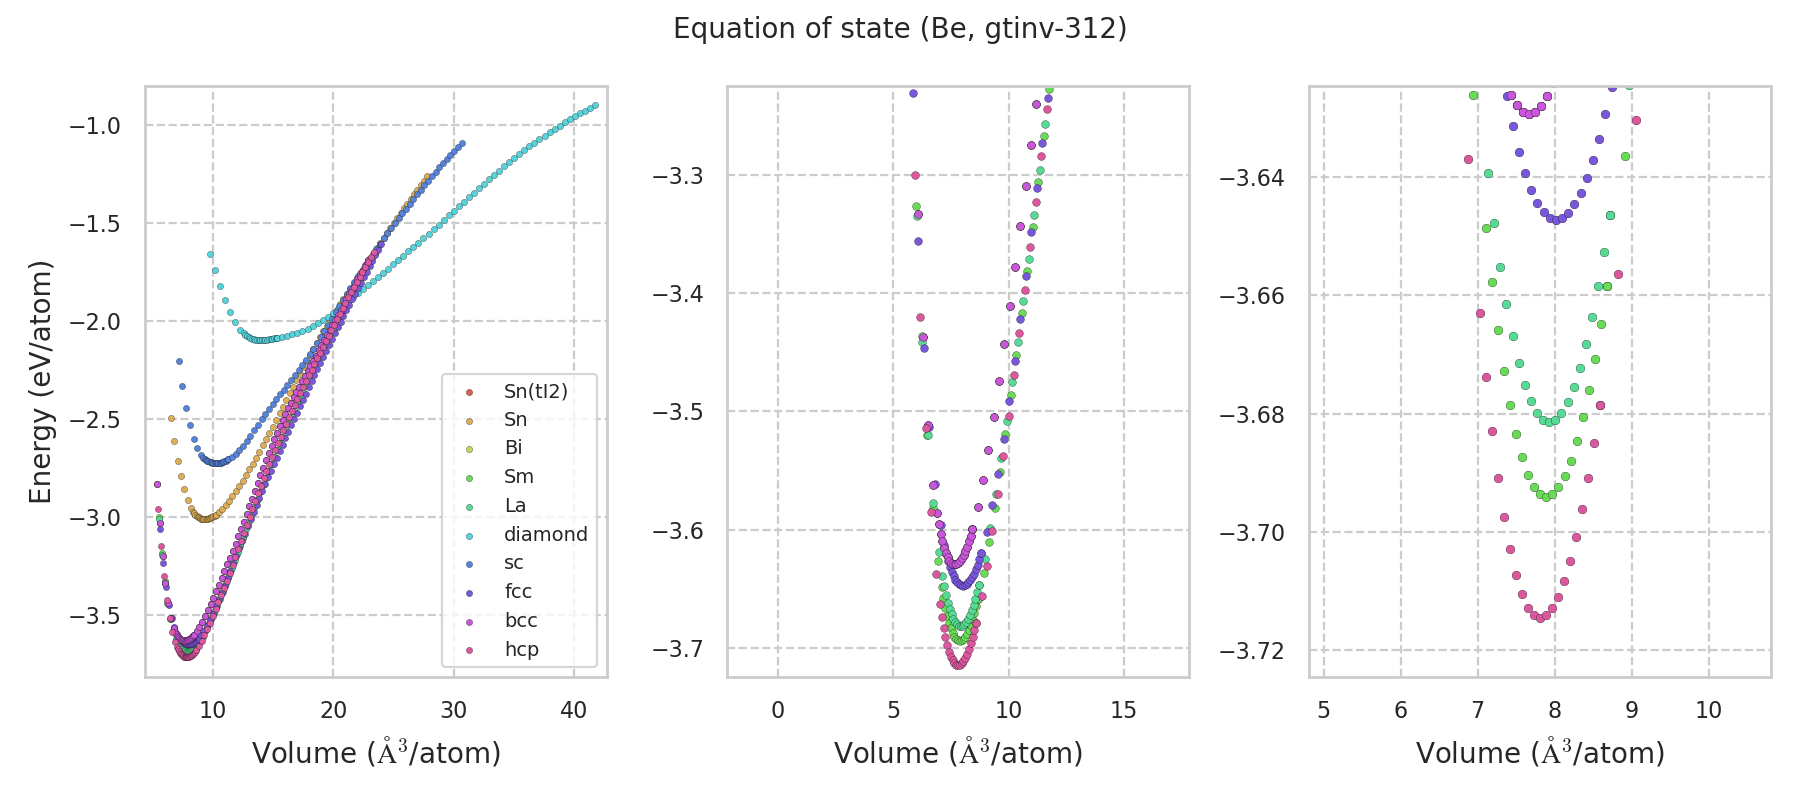 Equation of state (Be, gtinv-312)
Energy (eV/atom)
−1.0
−1.5
−2.0
−2.5
−3.0
−3.5
10
20
30
40
Volume (Å³/atom)
Sn(tI2)
Sn
Bi
Sm
La
diamond
sc
fcc
bcc
hcp
−3.3
−3.4
−3.5
−3.6
−3.7
0
5
10
15
Volume (Å³/atom)
−3.64
−3.66
−3.68
−3.70
−3.72
5
6
7
8
9
10
Volume (Å³/atom)